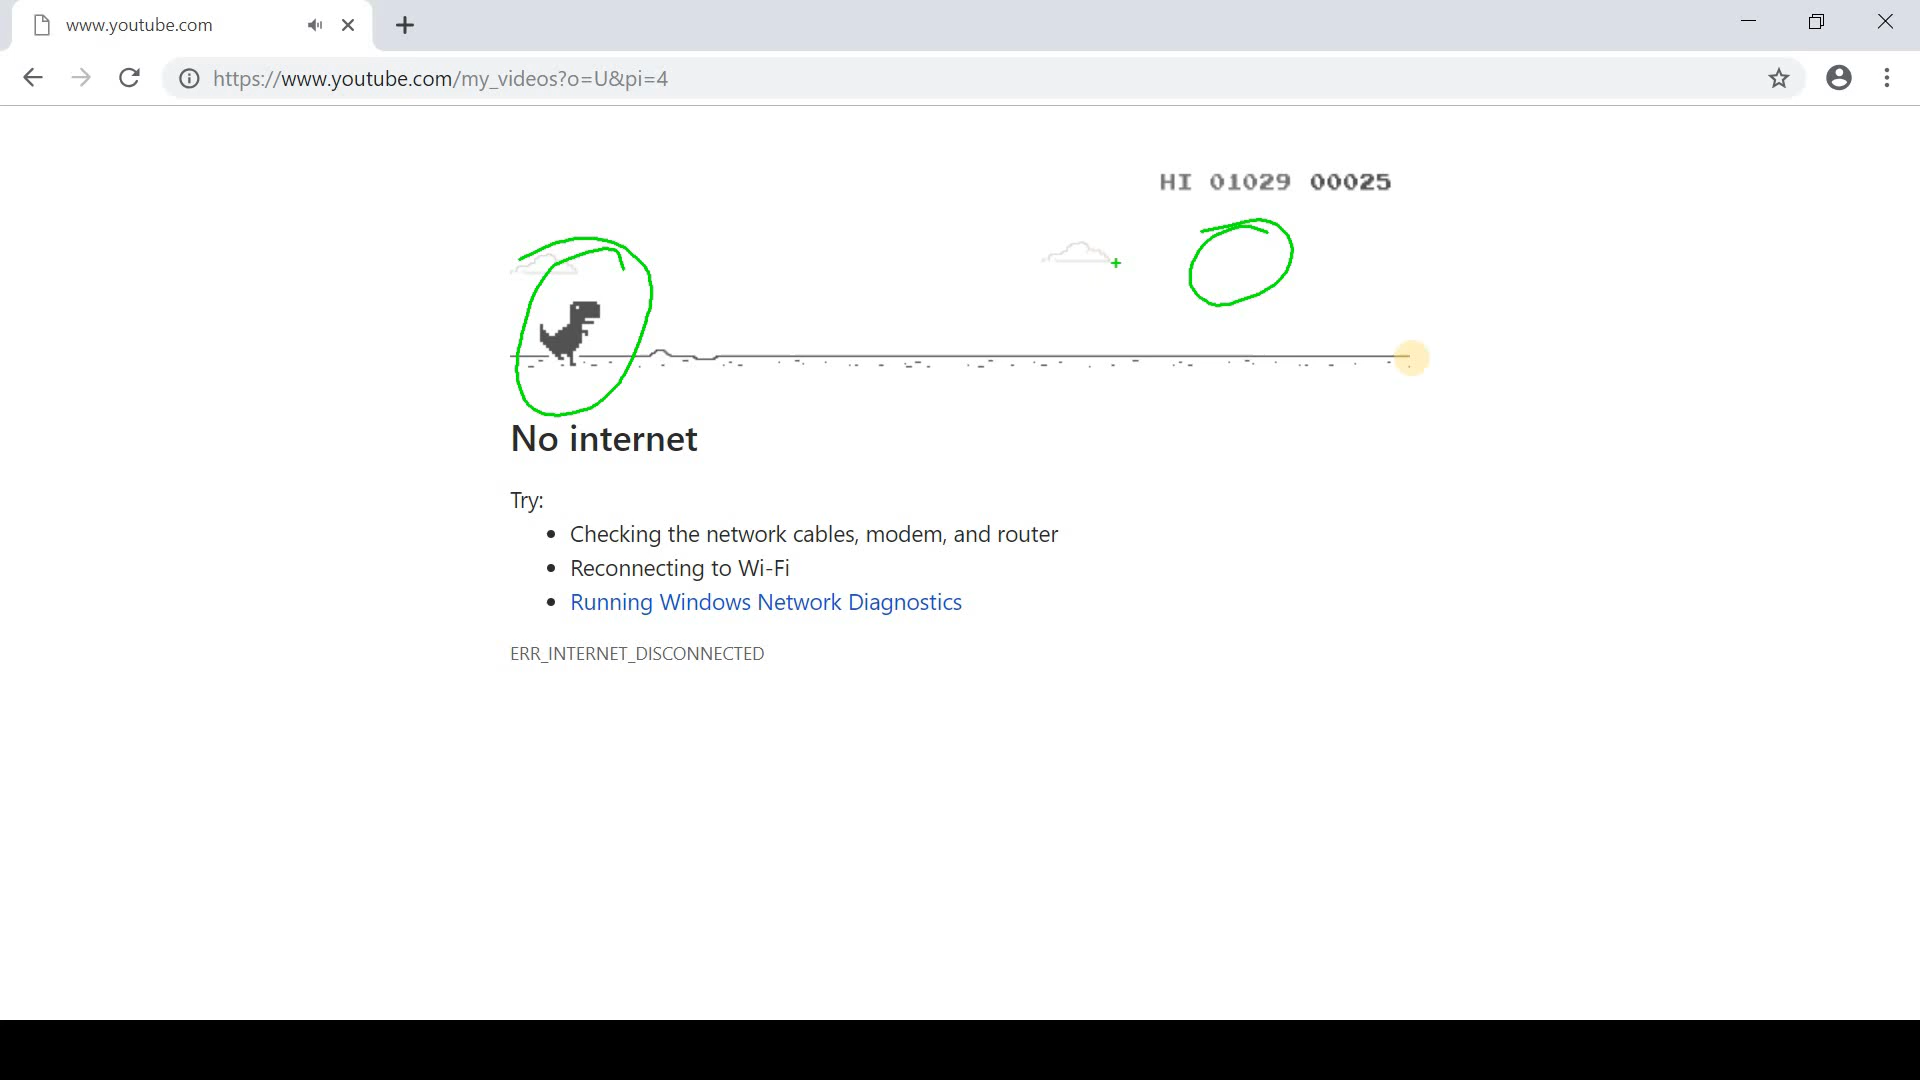 www.youtube.com
https://www.youtube.com/my_videos?o=U&pi=4
HI 01029 00025
No internet
Try:
Checking the network cables, modem, and router
Reconnecting to Wi-Fi
Running Windows Network Diagnostics
ERR_INTERNET_DISCONNECTED